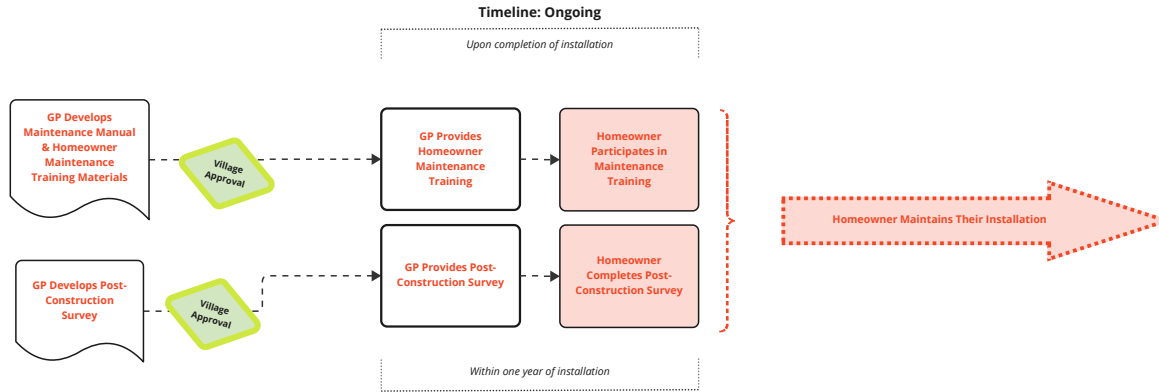 Timeline: Ongoing
Upon completion of installation
GP Develops
Maintenance Manual
& Homeowner
Maintenance
Training Materials
Village
Approval
GP Provides
Homeowner
Maintenance
Training
Homeowner
Participates in
Maintenance
Training
Homeowner Maintains Their Installation
GP Develops Post-
Construction
Survey
Village
Approval
GP Provides Post-
Construction Survey
Homeowner
Completes Post-
Construction Survey
Within one year of installation